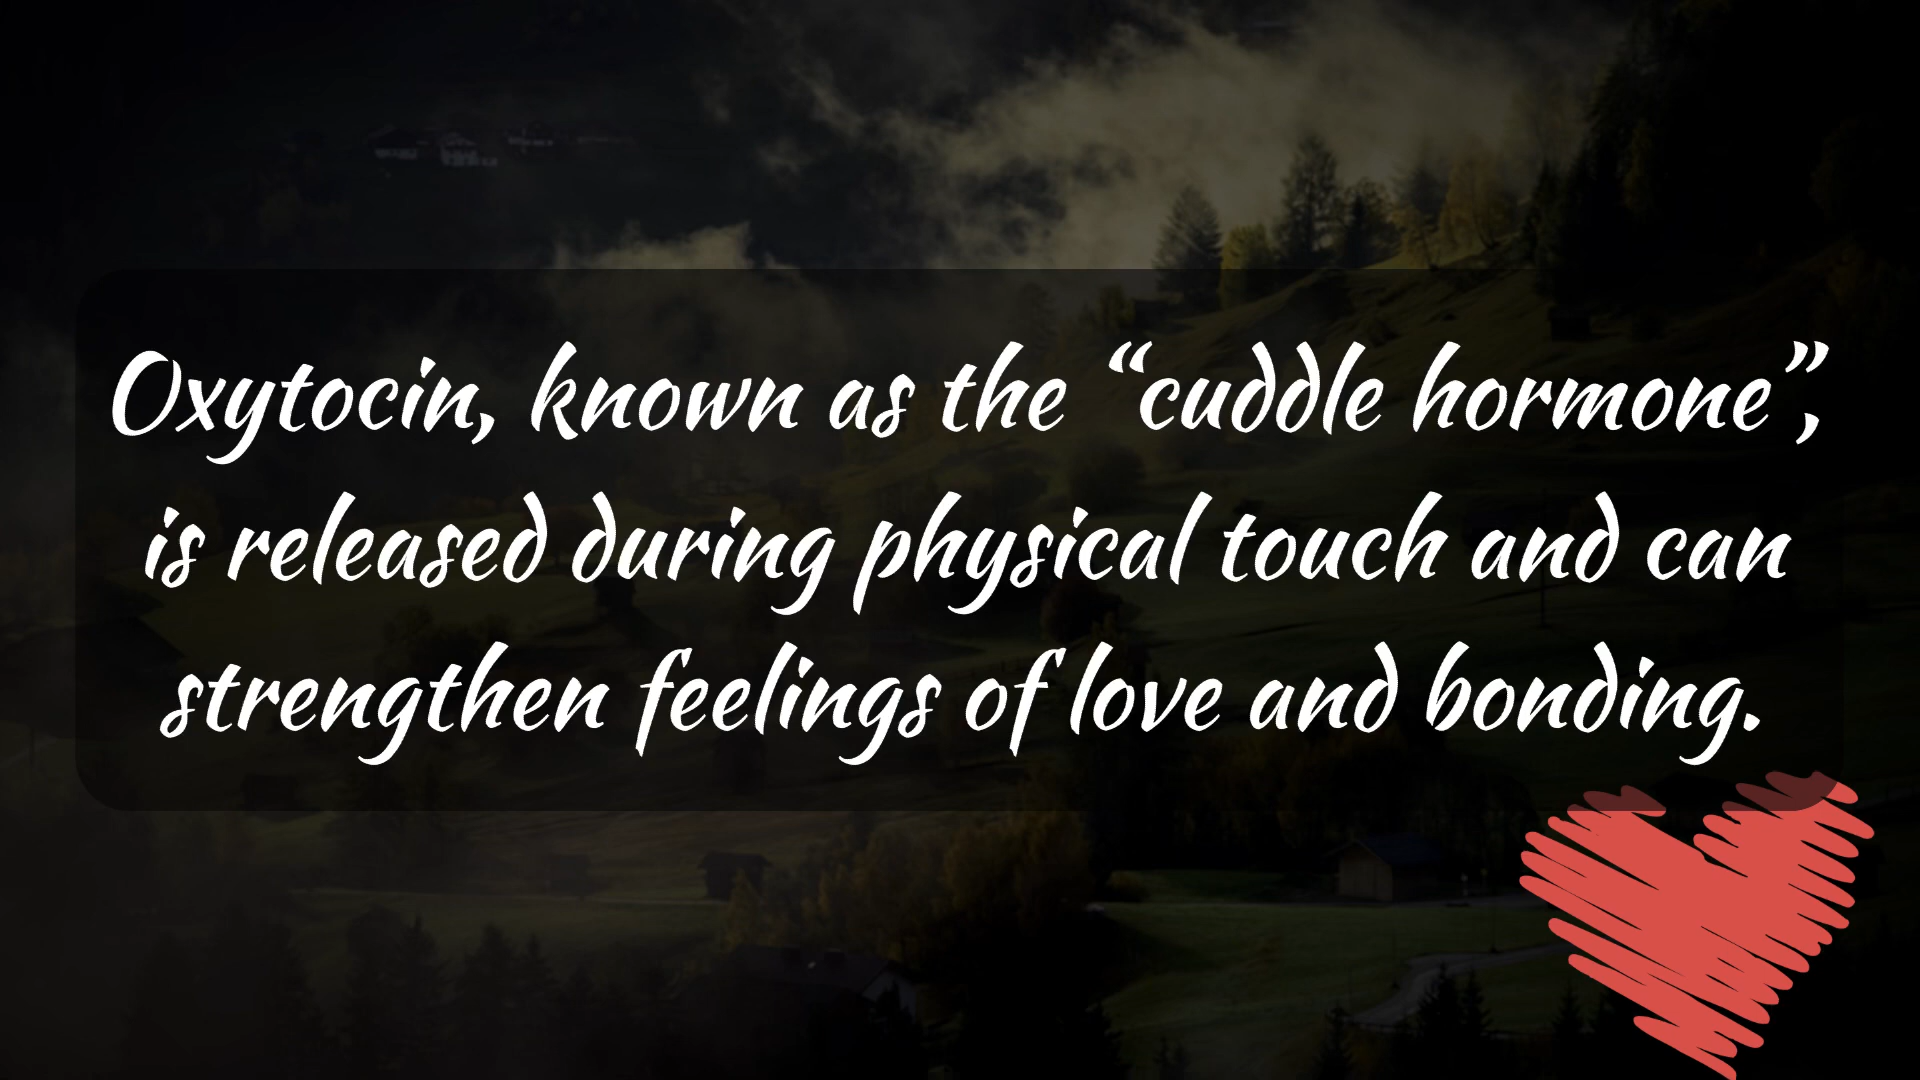 Oxytocin, known as the “cuddle hormone”,
is released during physical touch and can
strengthen feelings of love and bonding.